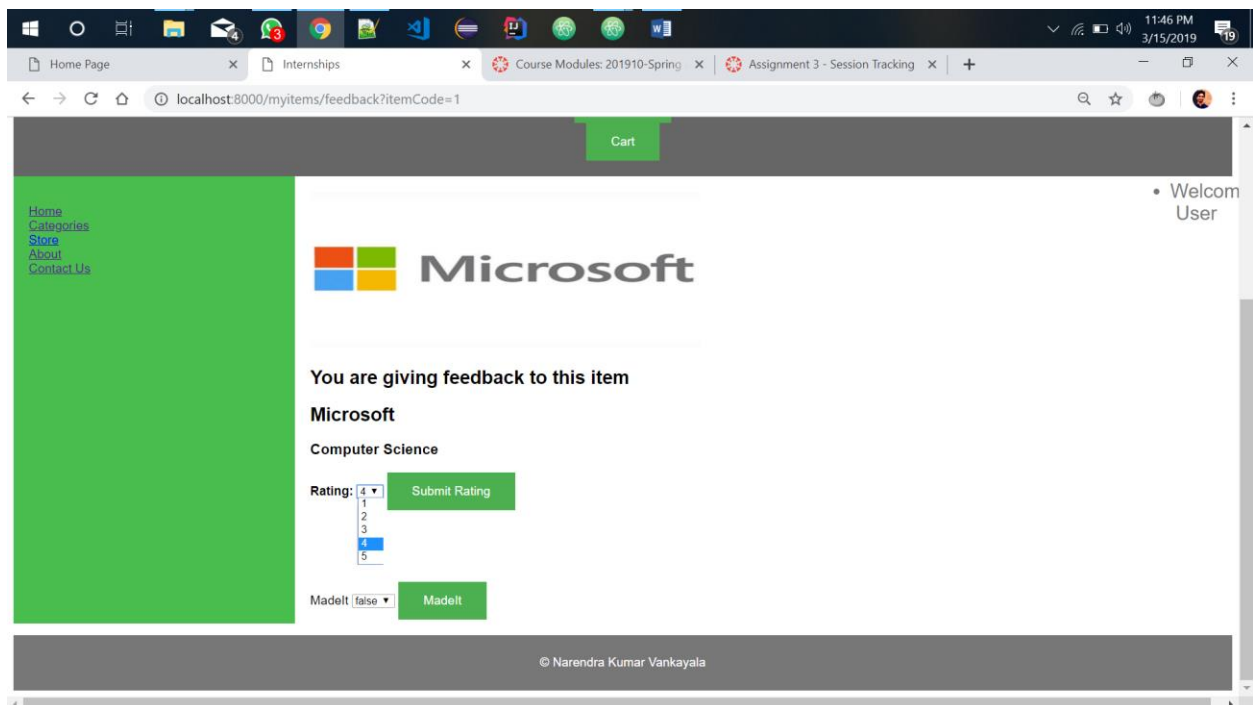 4
3
11:46 PM
3/15/2019
19
Home Page
Internships
Course Modules: 201910-Spring
Assignment 3 - Session Tracking
localhost:8000/myitems/feedback?itemCode=1
Cart
Home
Categories
Store
About
Contact Us
• Welcom
User
Microsoft
You are giving feedback to this item
Microsoft
Computer Science
Rating: 4 Submit Rating
1
2
3
4
5
MadeIt false MadeIt
© Narendra Kumar Vankayala